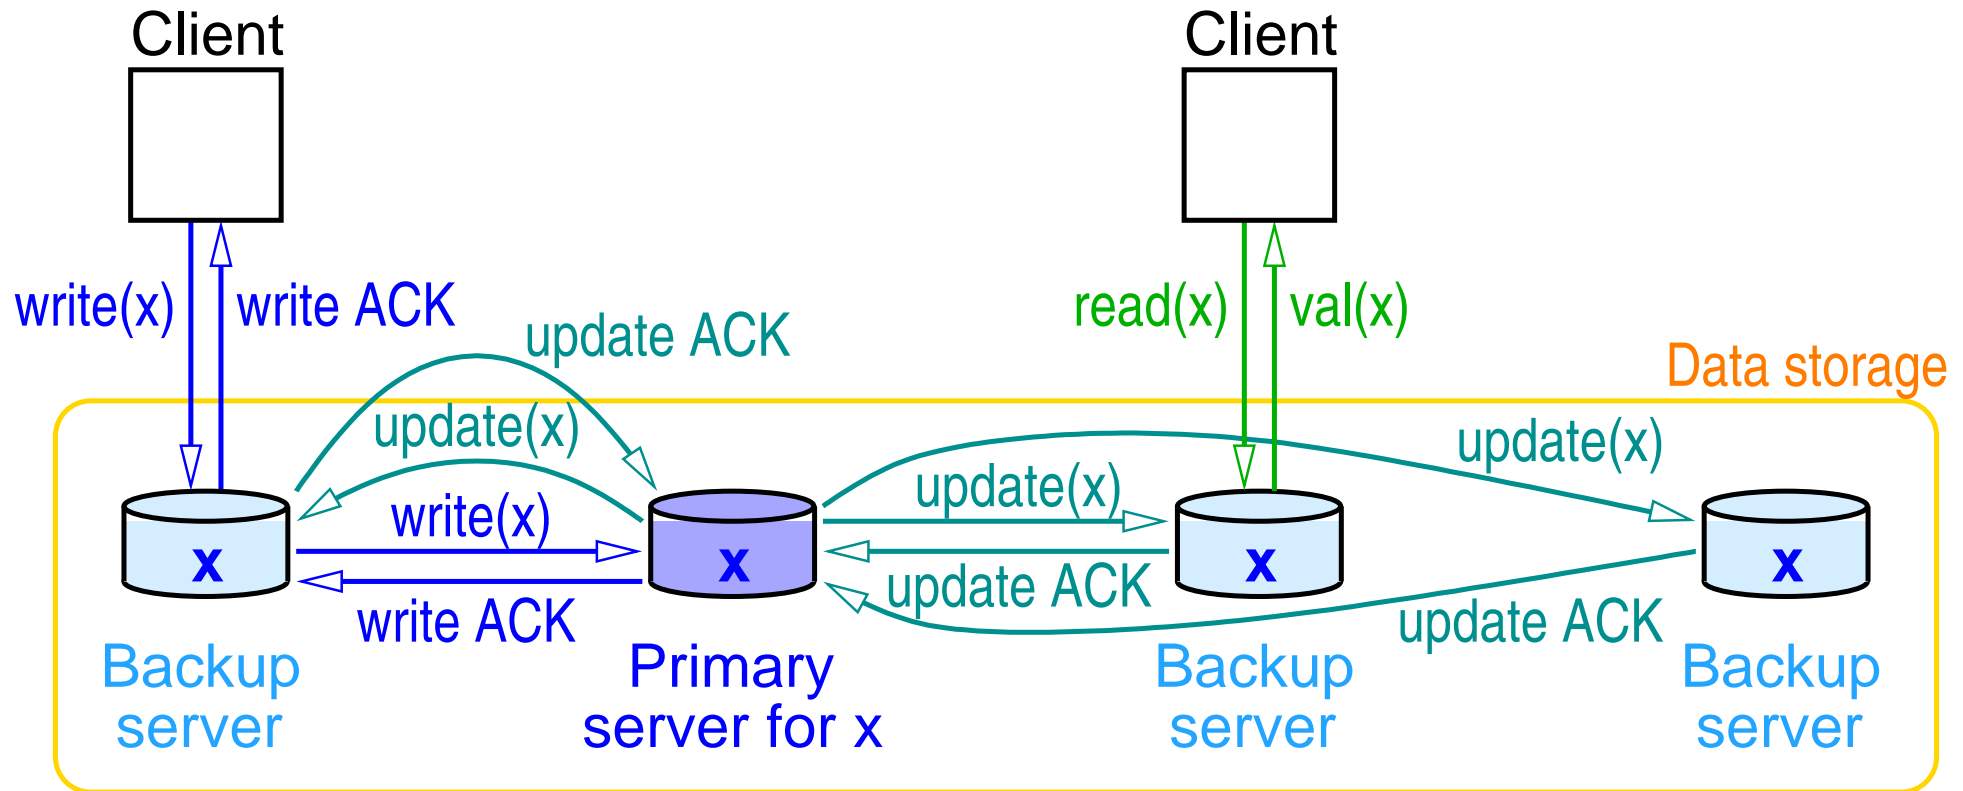 Client
Client
write(x)
write ACK
read(x)
val(x)
update ACK
Data storage
update(x)
update(x)
update(x)
write(x)
x
x
x
x
update ACK
write ACK
update ACK
Backup
server
Primary
server for x
Backup
server
Backup
server